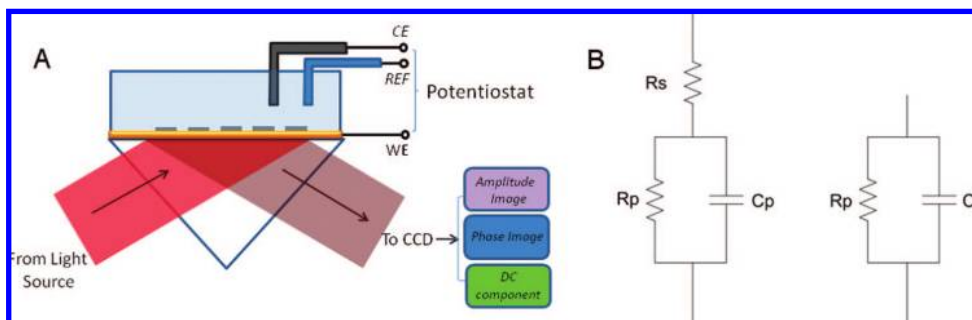 A
CE
REF
Potentiostat
WE
From Light
Source
To CCD
Amplitude
Image
Phase Image
DC
component
B
Rs
Rp
Cp
Rp
C